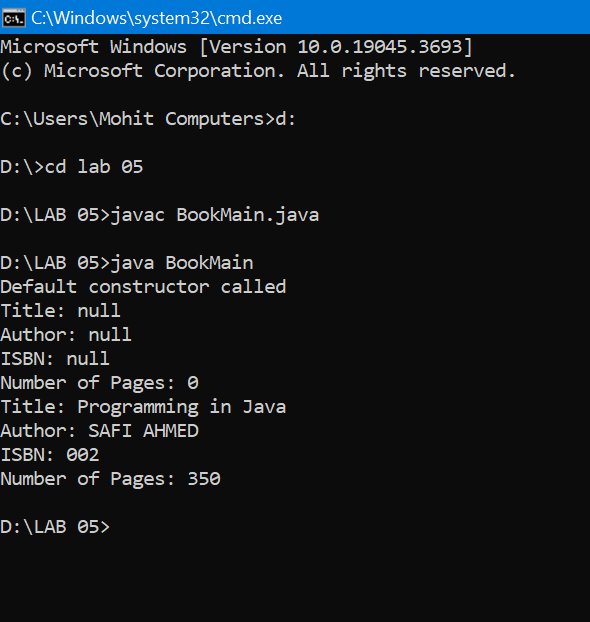 C:\Windows\system32\cmd.exe
Microsoft Windows [Version 10.0.19045.3693]
(c) Microsoft Corporation. All rights reserved.
C:\Users\Mohit Computers>d:
D:\>cd lab 05
D:\LAB 05>javac BookMain.java
D:\LAB 05>java BookMain
Default constructor called
Title: null
Author: null
ISBN: null
Number of Pages: 0
Title: Programming in Java
Author: SAFI AHMED
ISBN: 002
Number of Pages: 350
D:\LAB 05>